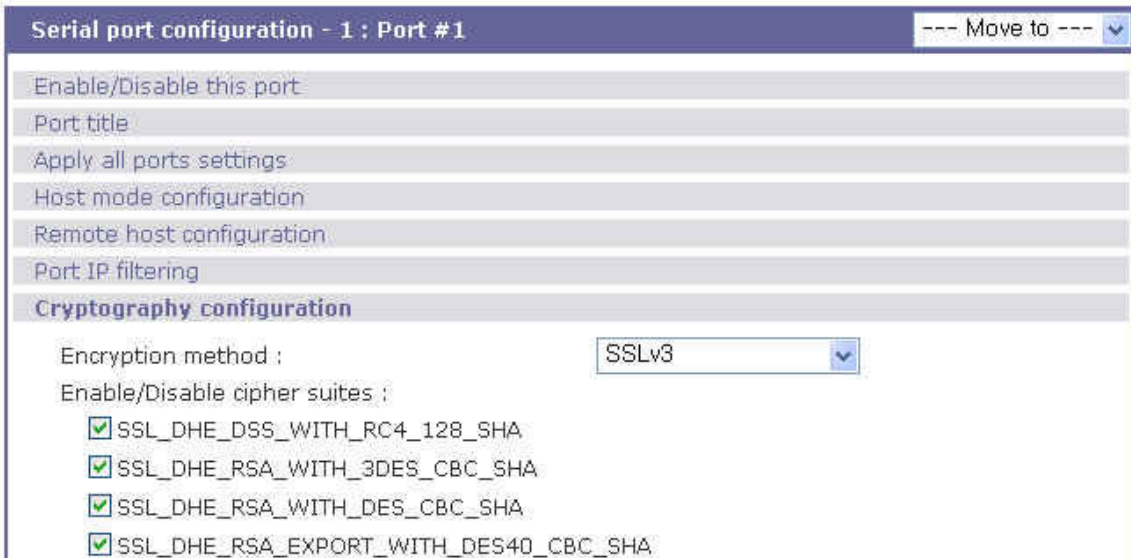 Serial port configuration - 1 : Port #1 --- Move to ---
Enable/Disable this port
Port title
Apply all ports settings
Host mode configuration
Remote host configuration
Port IP filtering
Cryptography configuration
Encryption method : SSLv3
Enable/Disable cipher suites :
SSL_DHE_DSS_WITH_RC4_128_SHA
SSL_DHE_RSA_WITH_3DES_CBC_SHA
SSL_DHE_RSA_WITH_DES_CBC_SHA
SSL_DHE_RSA_EXPORT_WITH_DES40_CBC_SHA